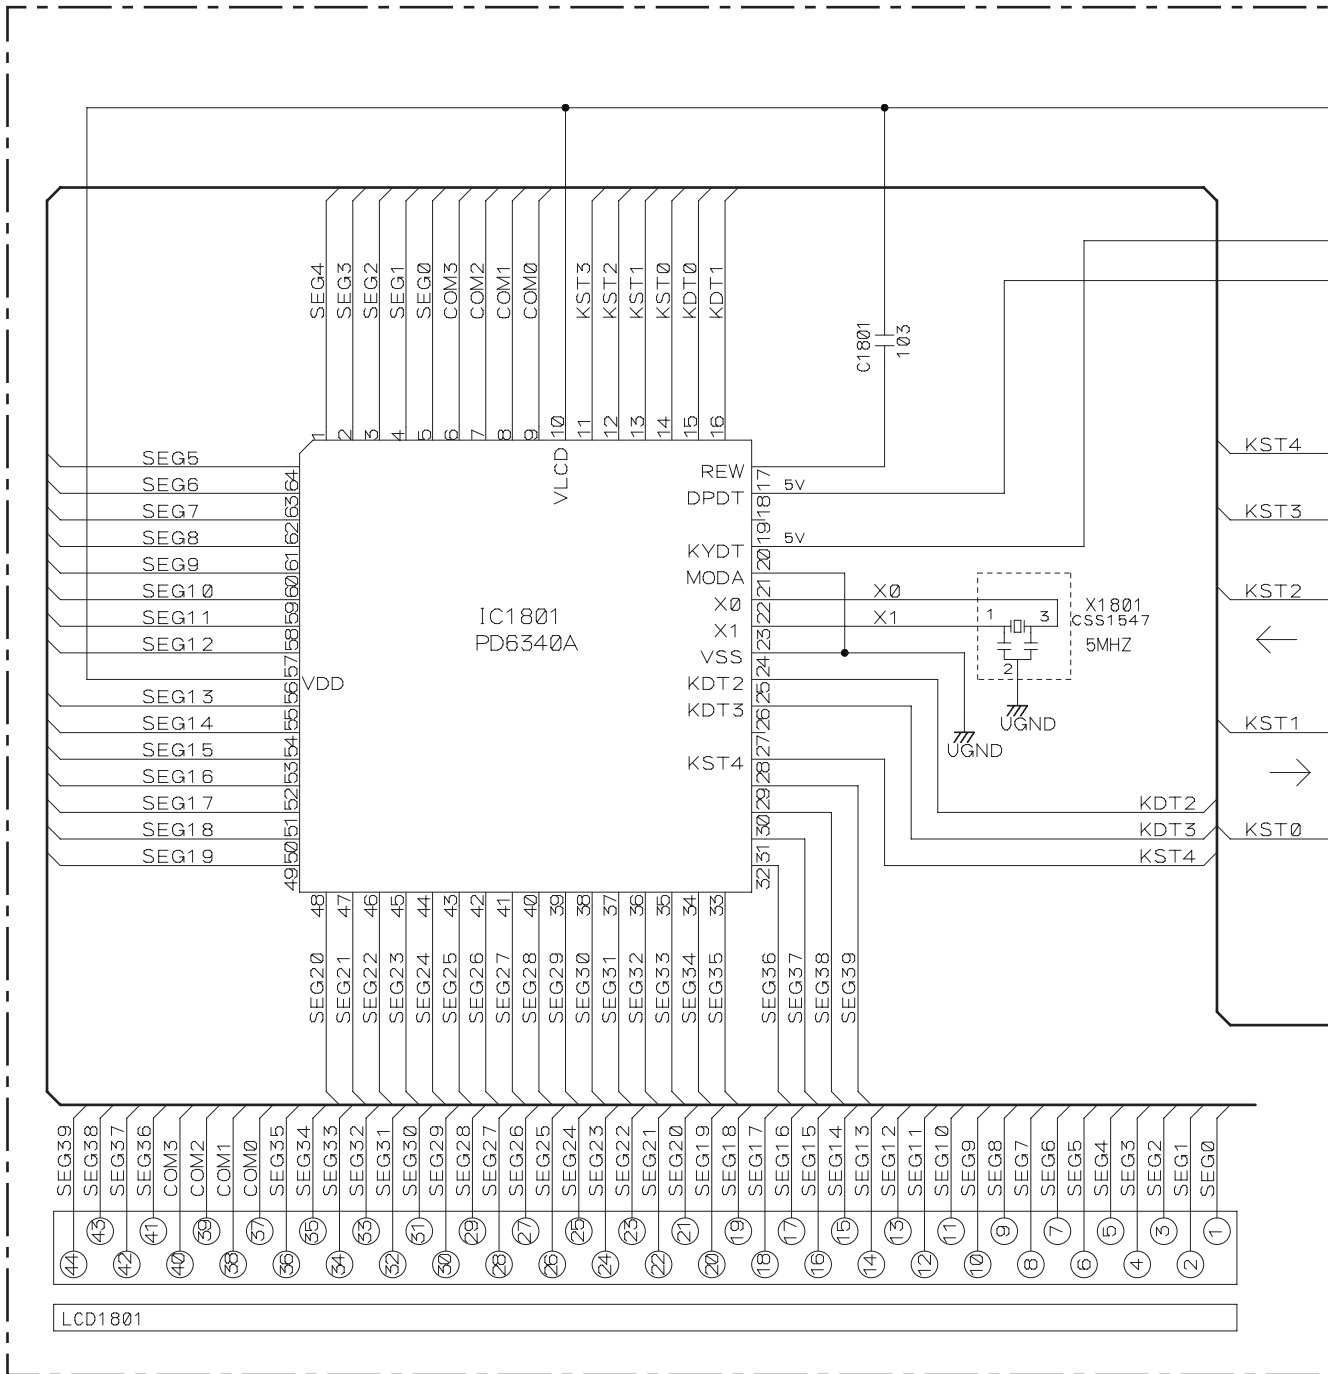 SEG4 SEG3 SEG2 SEG1 SEG0 COM3 COM2 COM1 COM0 KST3 KST2 KST1 KST0 KDT0 KDT1
C1801
103
1 2 3 4 5 6 7 8 9 10 11 12 13 14 15 16
VLCD
SEG5
SEG6
SEG7
SEG8
SEG9
SEG10
SEG11
SEG12
SEG13
SEG14
SEG15
SEG16
SEG17
SEG18
SEG19
64
63
62
61
60
59
58
57
56
55
54
53
52
51
50
49
VDD
IC1801
PD6340A
REW
DPDT
KYDT
MODA
X0
X1
VSS
KDT2
KDT3
KST4
17
18
19
20
21
22
23
24
25
26
27
28
29
30
31
32
5V
5V
X0
X1
1 3
2
X1801
CSS1547
5MHZ
UGND
UGND
KDT2
KDT3
KST4
KST4
KST3
KST2
KST1
KST0
48 47 46 45 44 43 42 41 40 39 38 37 36 35 34 33
SEG20 SEG21 SEG22 SEG23 SEG24 SEG25 SEG26 SEG27 SEG28 SEG29 SEG30 SEG31 SEG32 SEG33 SEG34 SEG35 SEG36 SEG37 SEG38 SEG39
SEG39 SEG38 SEG37 SEG36 COM3 COM2 COM1 COM0 SEG35 SEG34 SEG33 SEG32 SEG31 SEG30 SEG29 SEG28 SEG27 SEG26 SEG25 SEG24 SEG23 SEG22 SEG21 SEG20 SEG19 SEG18 SEG17 SEG16 SEG15 SEG14 SEG13 SEG12 SEG11 SEG10 SEG9 SEG8 SEG7 SEG6 SEG5 SEG4 SEG3 SEG2 SEG1 SEG0
43 41 39 37 35 33 31 29 27 25 23 21 19 17 15 13 11 9 7 5 3 1
44 42 40 38 36 34 32 30 28 26 24 22 20 18 16 14 12 10 8 6 4 2
LCD1801